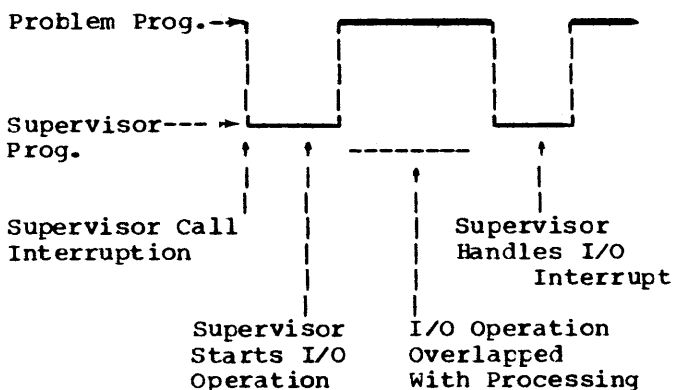 Problem Prog.
Supervisor
Prog.
Supervisor Call
Interruption
Supervisor
Handles I/O
Interrupt
Supervisor
Starts I/O
Operation
I/O Operation
Overlapped
With Processing